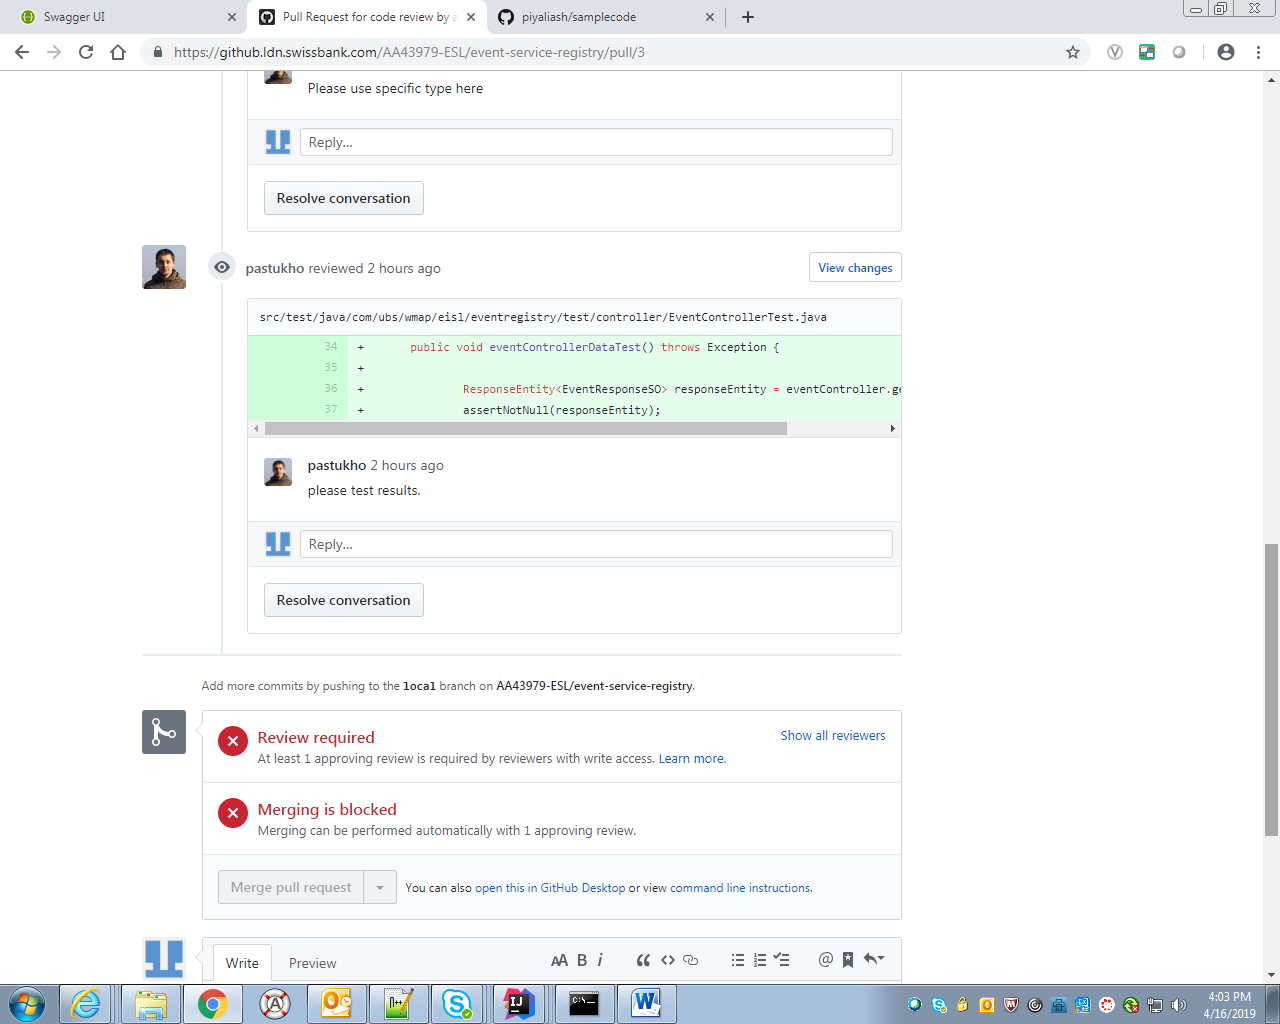 Swagger UI
Pull Request for code review by a
piyaliash/samplecode
https://github.ldn.swissbank.com/AA43979-ESL/event-service-registry/pull/3
Please use specific type here
Reply...
Resolve conversation
pastukho reviewed 2 hours ago
View changes
src/test/java/com/ubs/wmap/eisl/eventregistry/test/controller/EventControllerTest.java
34 + public void eventControllerDataTest() throws Exception {
35 +
36 + ResponseEntity<EventResponseSO> responseEntity = eventController.ge
37 + assertNotNull(responseEntity);
pastukho 2 hours ago
please test results.
Reply...
Resolve conversation
Add more commits by pushing to the local branch on AA43979-ESL/event-service-registry.
Review required
Show all reviewers
At least 1 approving review is required by reviewers with write access. Learn more.
Merging is blocked
Merging can be performed automatically with 1 approving review.
Merge pull request
You can also open this in GitHub Desktop or view command line instructions.
Write
Preview
AA B i
4:03 PM
4/16/2019